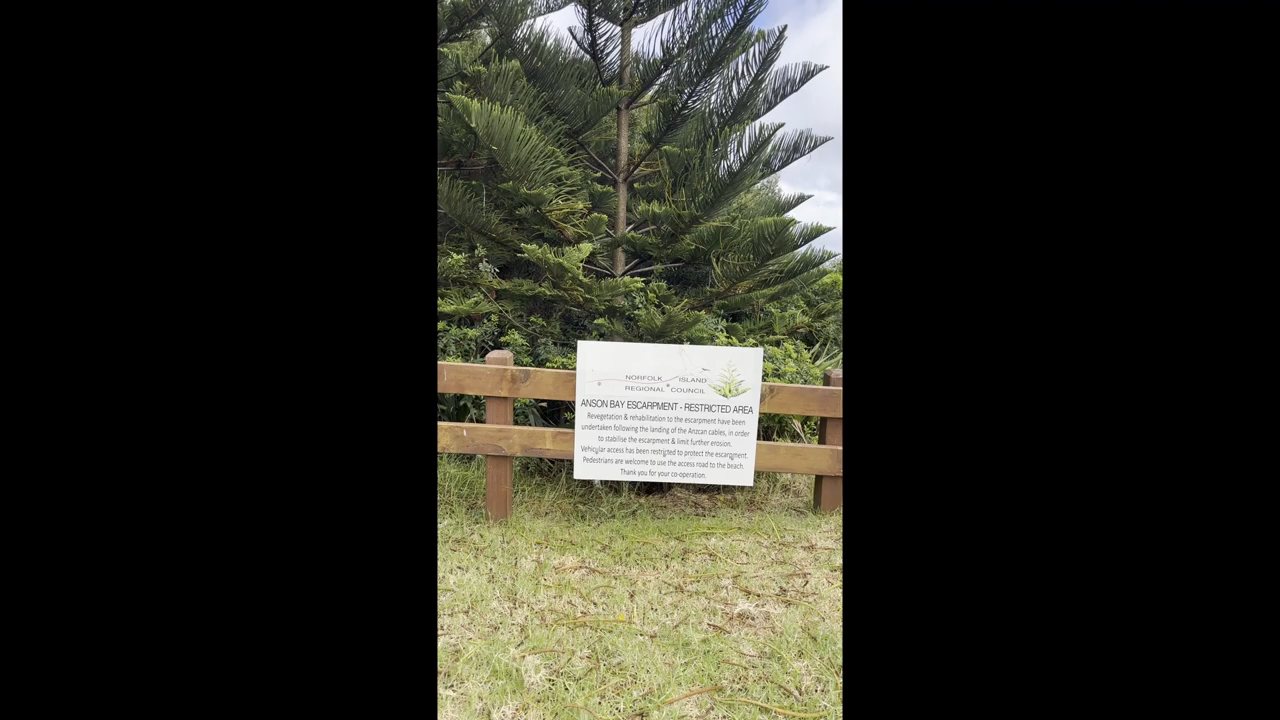 NORFOLK ISLAND
REGIONAL COUNCIL
ANSON BAY ESCARPMENT - RESTRICTED AREA
Revegetation & rehabilitation to the escarpment have been
undertaken following the landing of the Anzcan cables, in order
to stabilise the escarpment & limit further erosion.
Vehicular access has been restricted to protect the escarpment.
Pedestrians are welcome to use the access road to the beach.
Thank you for your co-operation.